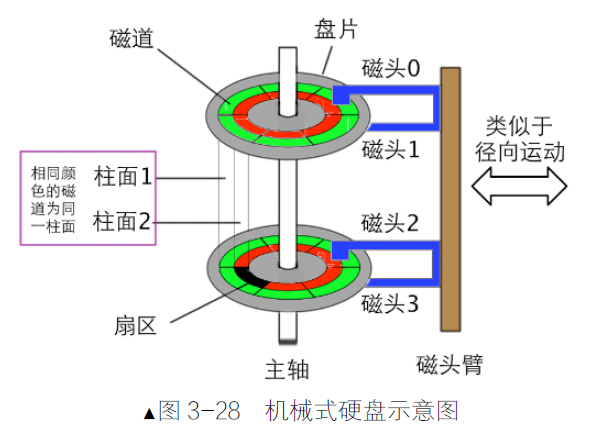 盘片
磁道
磁头0
磁头1
类似于
径向运动
相同颜
色的磁
道为同
一柱面
柱面1
柱面2
磁头2
磁头3
扇区
主轴
磁头臂
▲图 3-28 机械式硬盘示意图